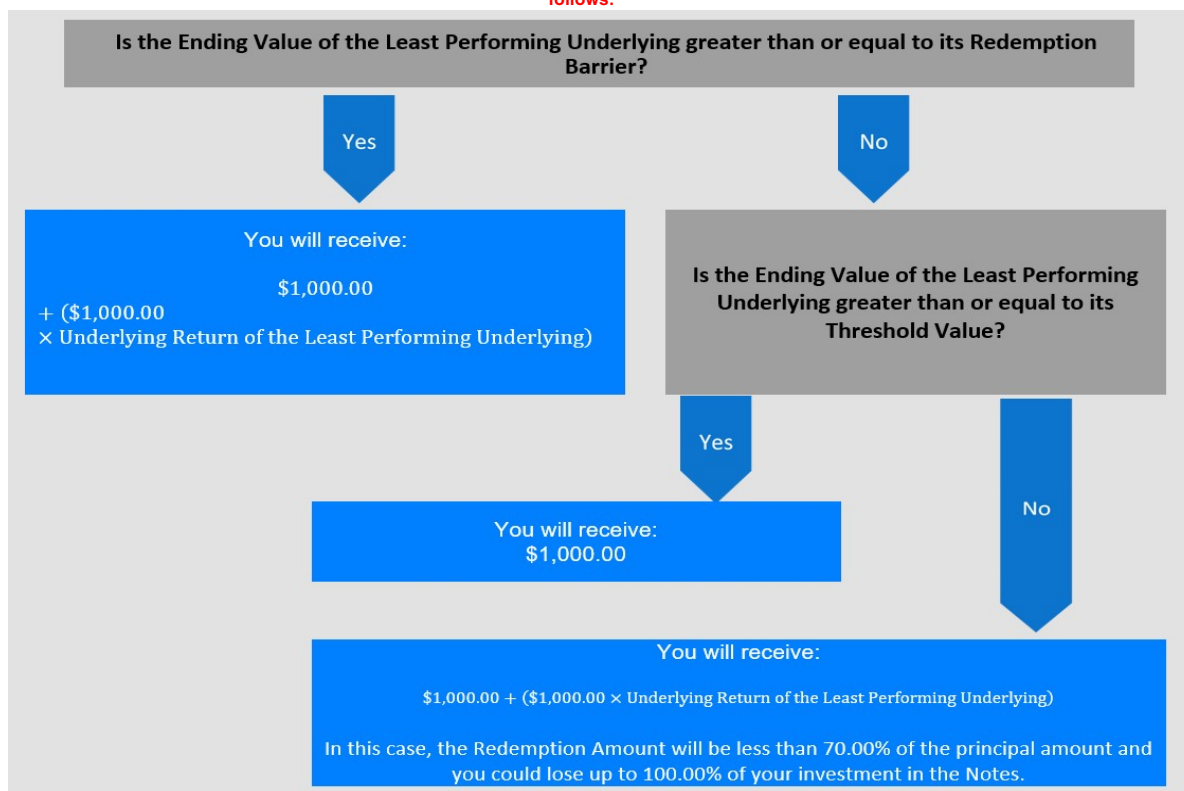 follows:
Is the Ending Value of the Least Performing Underlying greater than or equal to its Redemption
Barrier?
Yes
No
You will receive:
$1,000.00
+ ($1,000.00
× Underlying Return of the Least Performing Underlying)
Is the Ending Value of the Least Performing
Underlying greater than or equal to its
Threshold Value?
Yes
No
You will receive:
$1,000.00
You will receive:
$1,000.00 + ($1,000.00 × Underlying Return of the Least Performing Underlying)
In this case, the Redemption Amount will be less than 70.00% of the principal amount and
you could lose up to 100.00% of your investment in the Notes.